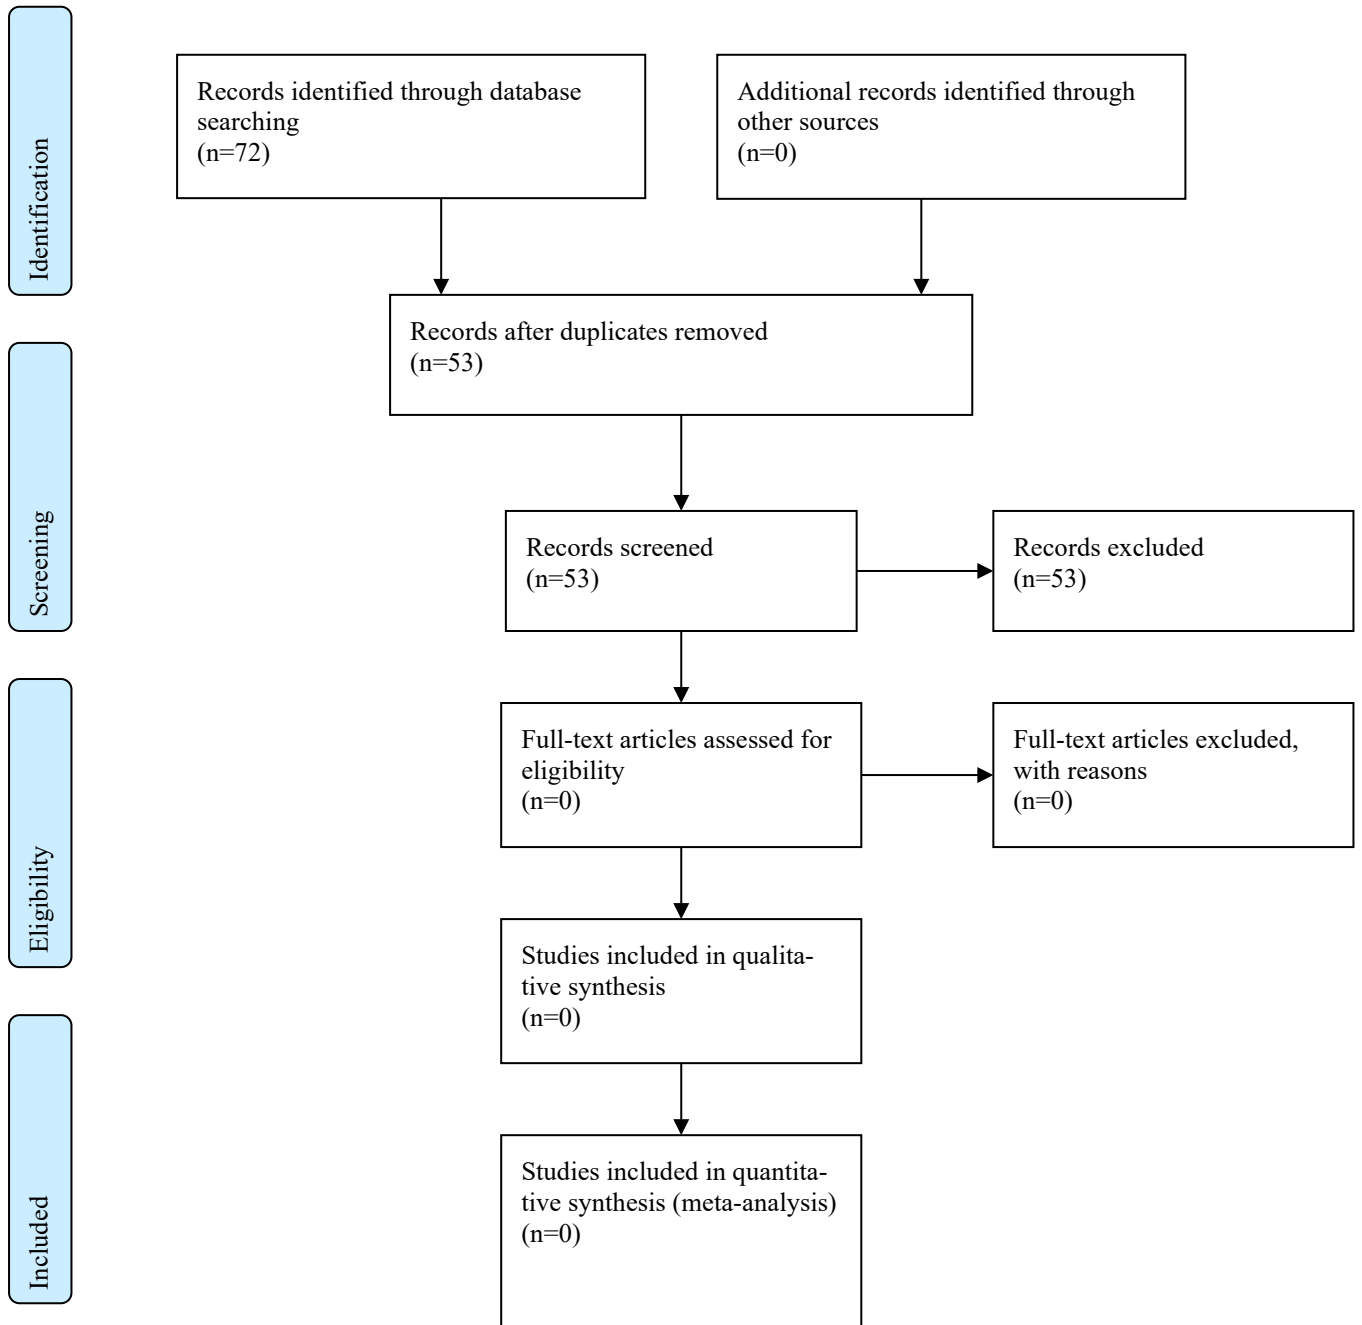 Identification
Records identified through database
searching
(n=72)
Additional records identified through
other sources
(n=0)
Records after duplicates removed
(n=53)
Screening
Records screened
(n=53)
Records excluded
(n=53)
Eligibility
Full-text articles assessed for
eligibility
(n=0)
Full-text articles excluded,
with reasons
(n=0)
Studies included in qualita-
tive synthesis
(n=0)
Included
Studies included in quantita-
tive synthesis (meta-analysis)
(n=0)